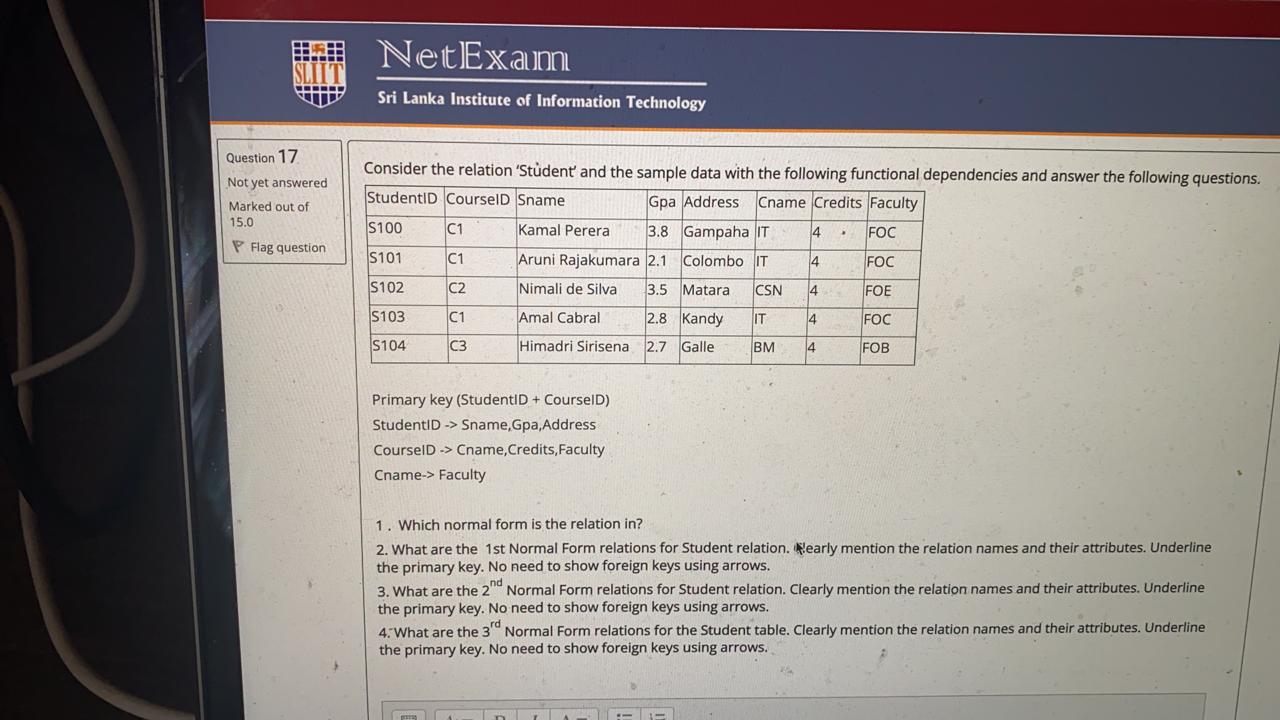 SLIIT
NetExam
Sri Lanka Institute of Information Technology
Question 17
Not yet answered
Marked out of
15.0
Flag question
Consider the relation 'Student' and the sample data with the following functional dependencies and answer the following questions.
StudentID CourseID Sname Gpa Address Cname Credits Faculty
S100 C1 Kamal Perera 3.8 Gampaha IT 4 FOC
S101 C1 Aruni Rajakumara 2.1 Colombo IT 4 FOC
S102 C2 Nimali de Silva 3.5 Matara CSN 4 FOE
S103 C1 Amal Cabral 2.8 Kandy IT 4 FOC
S104 C3 Himadri Sirisena 2.7 Galle BM 4 FOB
Primary key (StudentID + CourseID)
StudentID -> Sname,Gpa,Address
CourseID -> Cname,Credits,Faculty
Cname-> Faculty
1 . Which normal form is the relation in?
2. What are the 1st Normal Form relations for Student relation. Clearly mention the relation names and their attributes. Underline
the primary key. No need to show foreign keys using arrows.
3. What are the 2nd Normal Form relations for Student relation. Clearly mention the relation names and their attributes. Underline
the primary key. No need to show foreign keys using arrows.
4. What are the 3rd Normal Form relations for the Student table. Clearly mention the relation names and their attributes. Underline
the primary key. No need to show foreign keys using arrows.